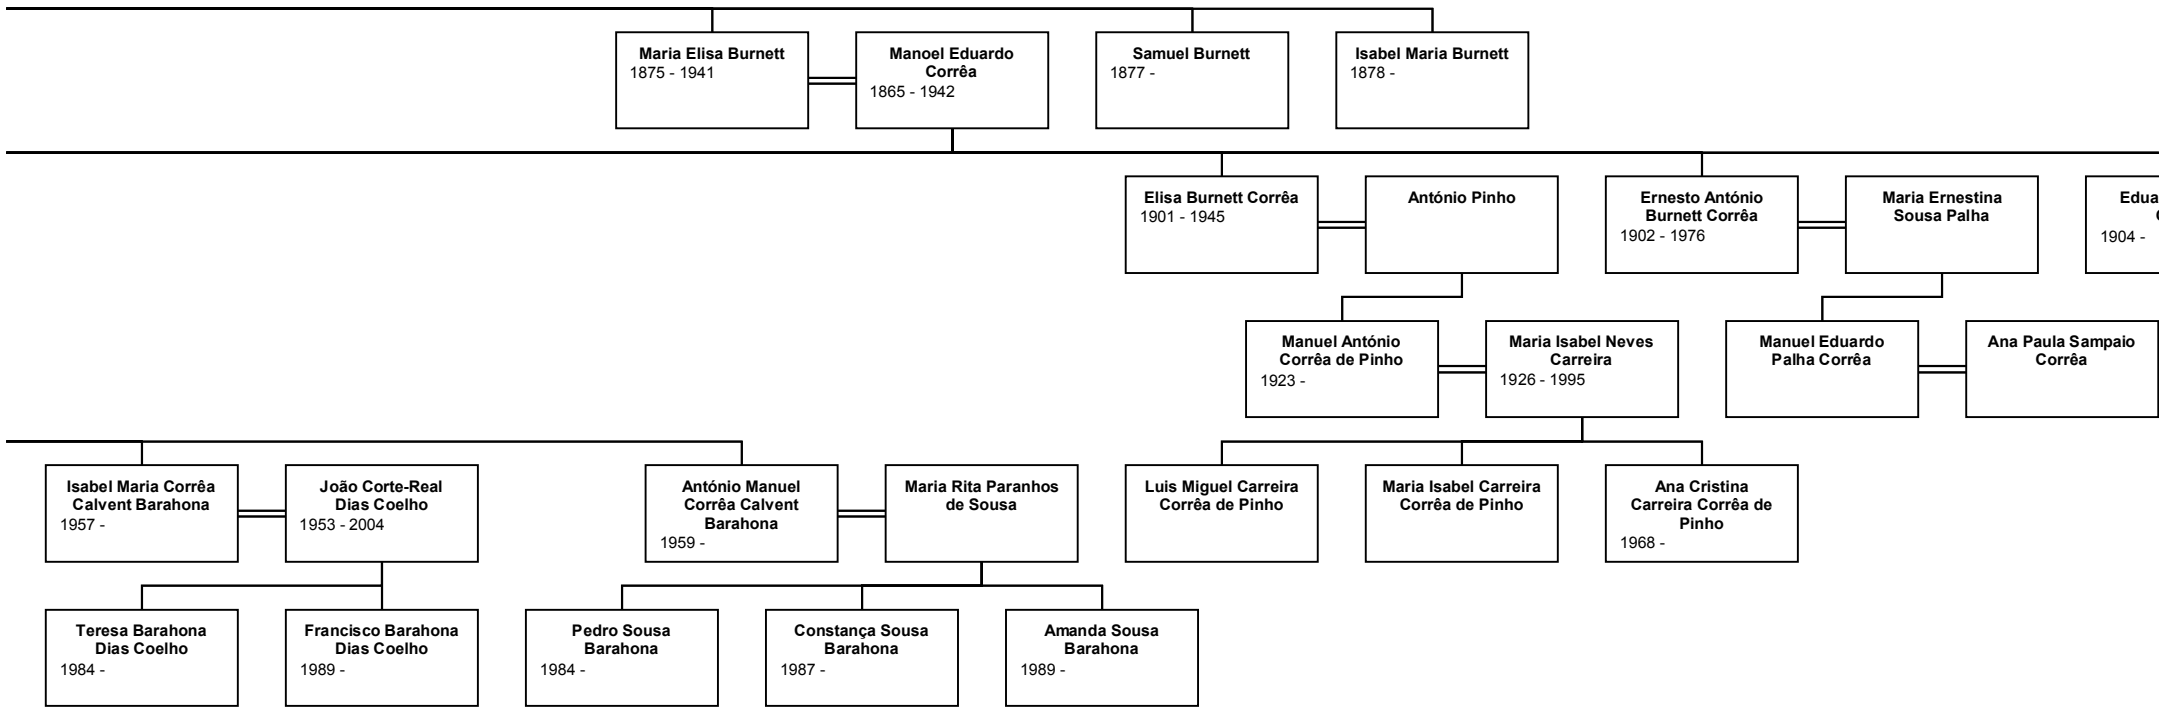 Maria Elisa Burnett
1875 - 1941
Manoel Eduardo
Corrêa
1865 - 1942
Samuel Burnett
1877 -
Isabel Maria Burnett
1878 -
Elisa Burnett Corrêa
1901 - 1945
António Pinho
Ernesto António
Burnett Corrêa
1902 - 1976
Maria Ernestina
Sousa Palha
Edua
1904 -
Manuel António
Corrêa de Pinho
1923 -
Maria Isabel Neves
Carreira
1926 - 1995
Manuel Eduardo
Palha Corrêa
Ana Paula Sampaio
Corrêa
Isabel Maria Corrêa
Calvent Barahona
1957 -
João Corte-Real
Dias Coelho
1953 - 2004
António Manuel
Corrêa Calvent
Barahona
1959 -
Maria Rita Paranhos
de Sousa
Luis Miguel Carreira
Corrêa de Pinho
Maria Isabel Carreira
Corrêa de Pinho
Ana Cristina
Carreira Corrêa de
Pinho
1968 -
Teresa Barahona
Dias Coelho
1984 -
Francisco Barahona
Dias Coelho
1989 -
Pedro Sousa
Barahona
1984 -
Constança Sousa
Barahona
1987 -
Amanda Sousa
Barahona
1989 -